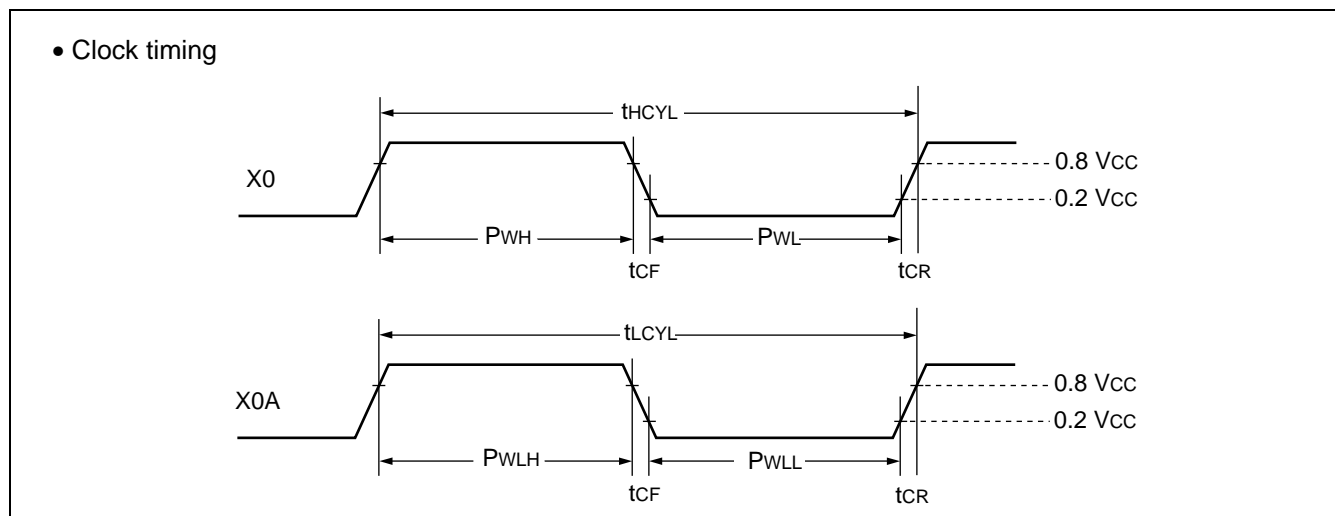 • Clock timing
tHCYL
X0
0.8 VCC
0.2 VCC
PWH
PWL
tCF
tCR
tLCYL
X0A
0.8 VCC
0.2 VCC
PWLH
PWLL
tCF
tCR